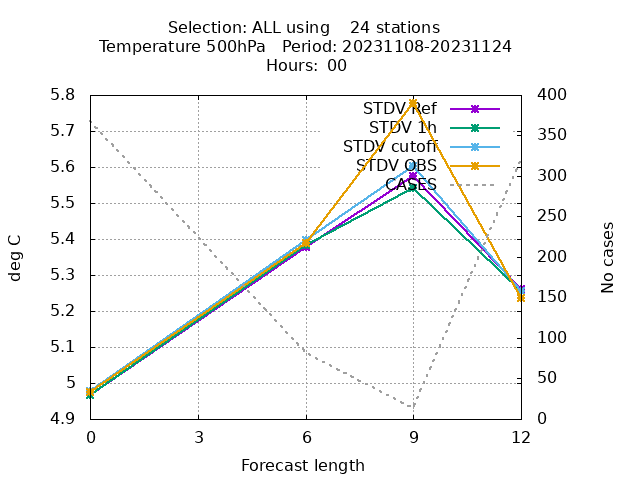 Selection: ALL using    24 stations
Temperature 500hPa   Period: 20231108-20231124
Hours: 00
5.8
5.7
5.6
5.5
5.4
5.3
5.2
5.1
5
4.9
400
350
300
250
200
150
100
50
0
STDV Ref
STDV 1h
STDV cutoff
STDV OBS
CASES
deg C
No cases
0 3 6 9 12
Forecast length